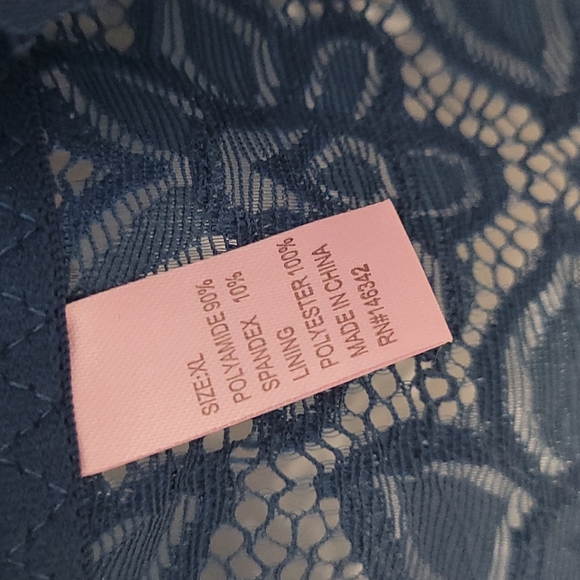 SIZE:XL
POLYAMIDE 90%
SPANDEX 10%
LINING
POLYESTER 100%
MADE IN CHINA
RN#146342